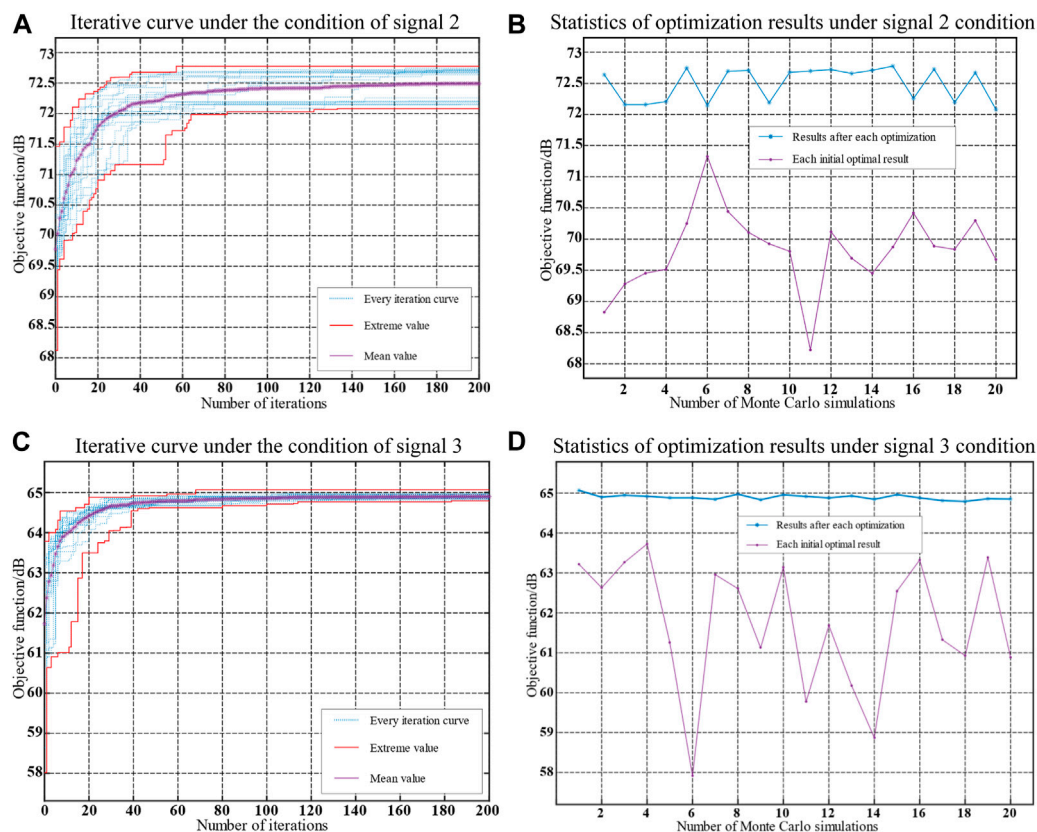 A
Iterative curve under the condition of signal 2
73
72.5
72
71.5
71
70.5
70
69.5
69
68.5
68
Objective function/dB
Every iteration curve
Extreme value
Mean value
0 20 40 60 80 100 120 140 160 180 200
Number of iterations
B
Statistics of optimization results under signal 2 condition
73
72.5
72
71.5
71
70.5
70
69.5
69
68.5
68
Objective function/dB
Results after each optimization
Each initial optimal result
2 4 6 8 10 12 14 16 18 20
Number of Monte Carlo simulations
C
Iterative curve under the condition of signal 3
65
64
63
62
61
60
59
58
Objective function/dB
Every iteration curve
Extreme value
Mean value
0 20 40 60 80 100 120 140 160 180 200
Number of iterations
D
Statistics of optimization results under signal 3 condition
65
64
63
62
61
60
59
58
Objective function/dB
Results after each optimization
Each initial optimal result
2 4 6 8 10 12 14 16 18 20
Number of Monte Carlo simulations